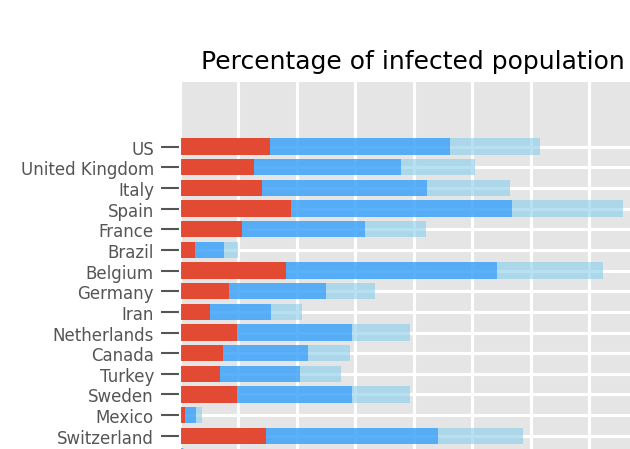 Percentage of infected population
US
United Kingdom
Italy
Spain
France
Brazil
Belgium
Germany
Iran
Netherlands
Canada
Turkey
Sweden
Mexico
Switzerland